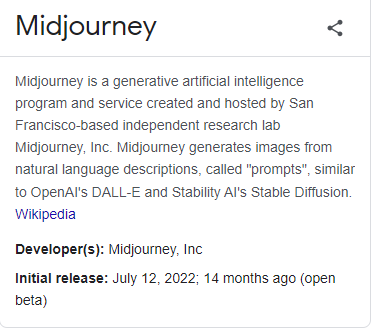 Midjourney
Midjourney is a generative artificial intelligence
program and service created and hosted by San
Francisco-based independent research lab
Midjourney, Inc. Midjourney generates images from
natural language descriptions, called "prompts", similar
to OpenAI's DALL-E and Stability AI's Stable Diffusion.
Wikipedia
Developer(s): Midjourney, Inc
Initial release: July 12, 2022; 14 months ago (open
beta)